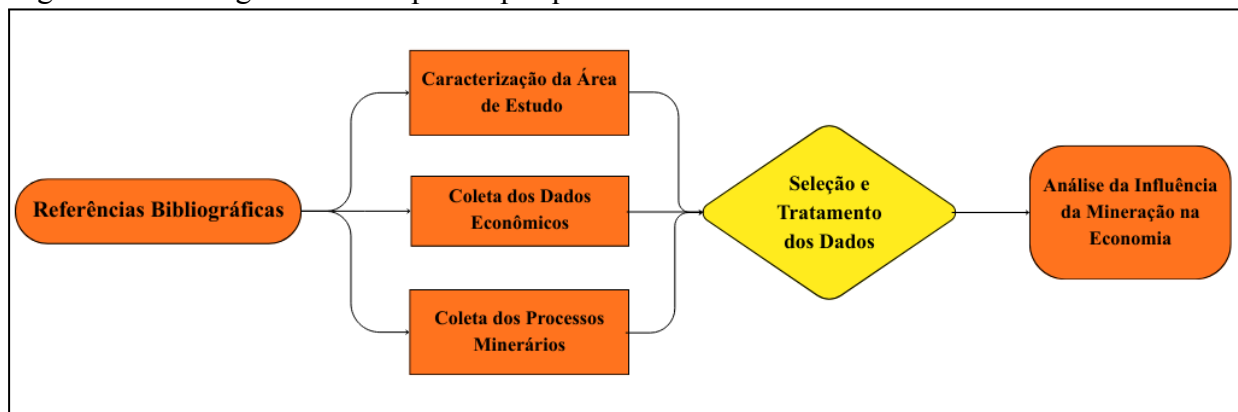 Referências Bibliográficas
Caracterização da Área
de Estudo
Coleta dos Dados
Econômicos
Coleta dos Processos
Minerários
Seleção e
Tratamento
dos Dados
Análise da Influência
da Mineração na
Economia